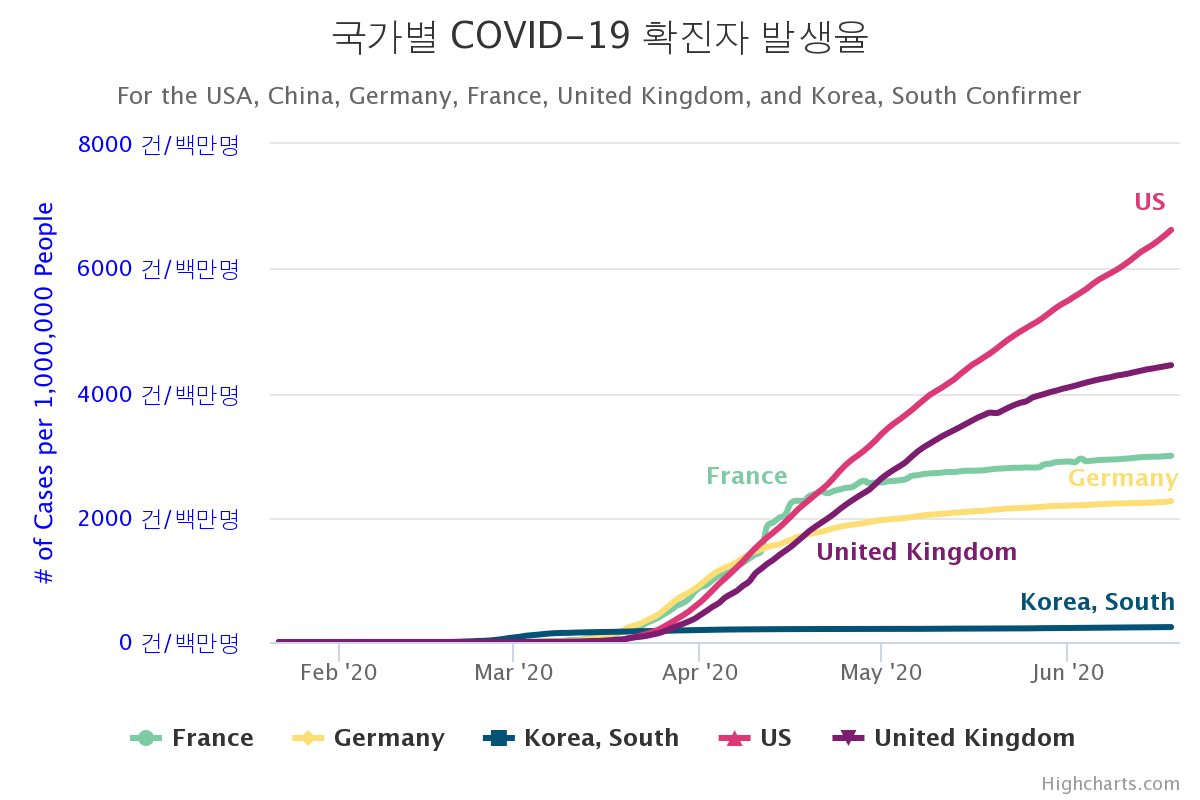 국가별 COVID-19 확진자 발생율
For the USA, China, Germany, France, United Kingdom, and Korea, South Confirmer
# of Cases per 1,000,000 People
8000 건/백만명
6000 건/백만명
4000 건/백만명
2000 건/백만명
0 건/백만명
US
France
Germany
United Kingdom
Korea, South
Feb '20 Mar '20 Apr '20 May '20 Jun '20
France Germany Korea, South US United Kingdom
Highcharts.com